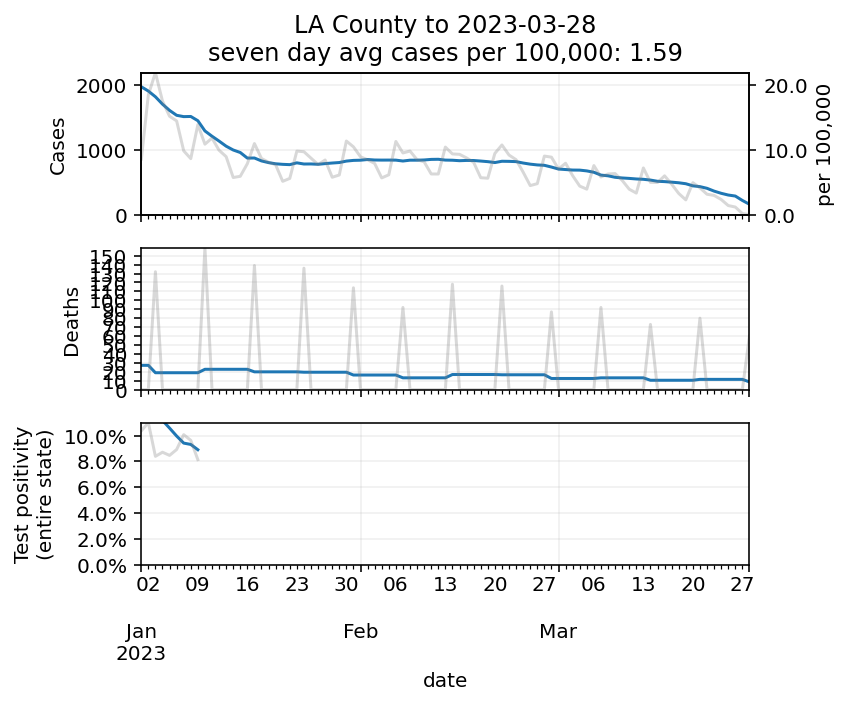 LA County to 2023-03-28
seven day avg cases per 100,000: 1.59
2000
1000
0
Cases
20.0
10.0
0.0
per 100,000
150
140
130
120
110
100
90
80
70
60
50
40
30
20
10
0
Deaths
10.0%
8.0%
6.0%
4.0%
2.0%
0.0%
Test positivity
(entire state)
02 09 16 23 30 06 13 20 27 06 13 20 27
Jan Feb Mar
2023
date